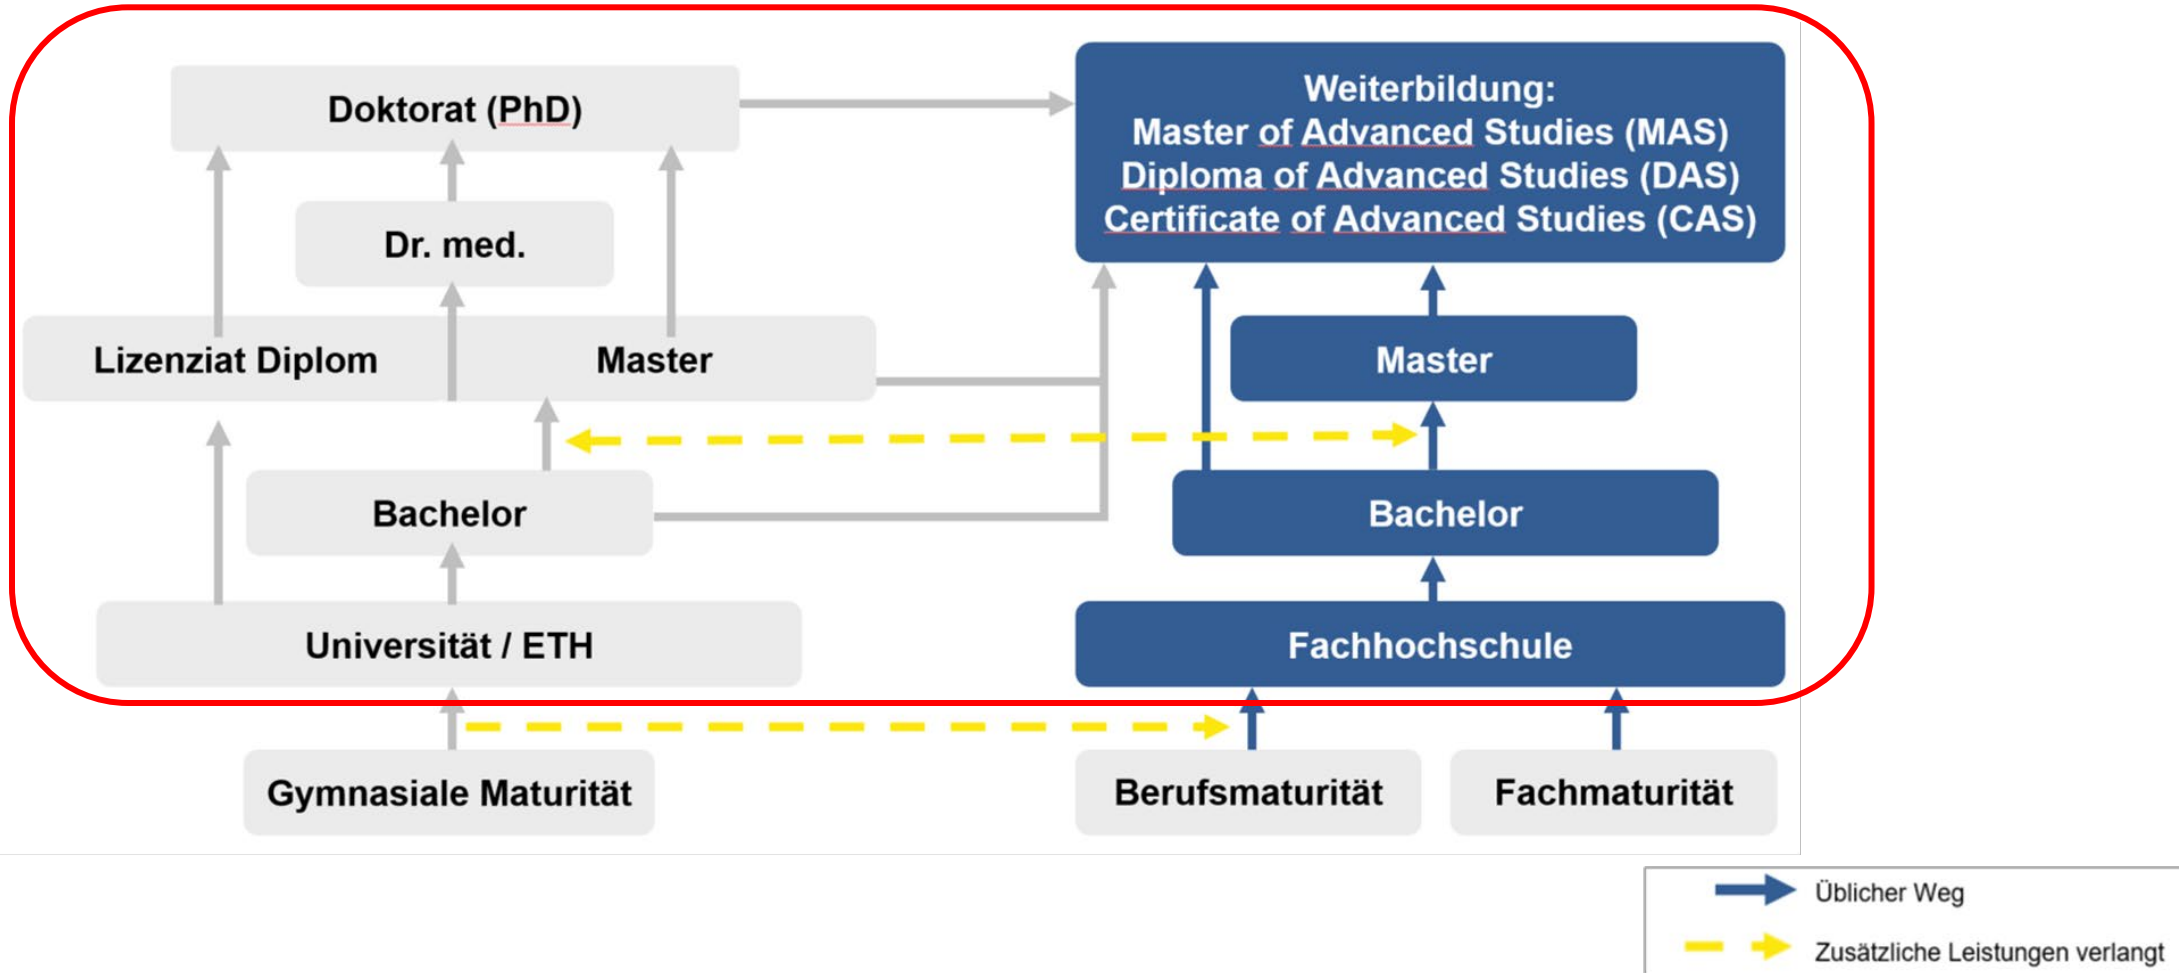 Doktorat (PhD)
Weiterbildung:
Master of Advanced Studies (MAS)
Diploma of Advanced Studies (DAS)
Certificate of Advanced Studies (CAS)
Dr. med.
Lizenziat Diplom
Master
Master
Bachelor
Bachelor
Universität / ETH
Fachhochschule
Gymnasiale Maturität
Berufsmaturität
Fachmaturität
Üblicher Weg
Zusätzliche Leistungen verlangt